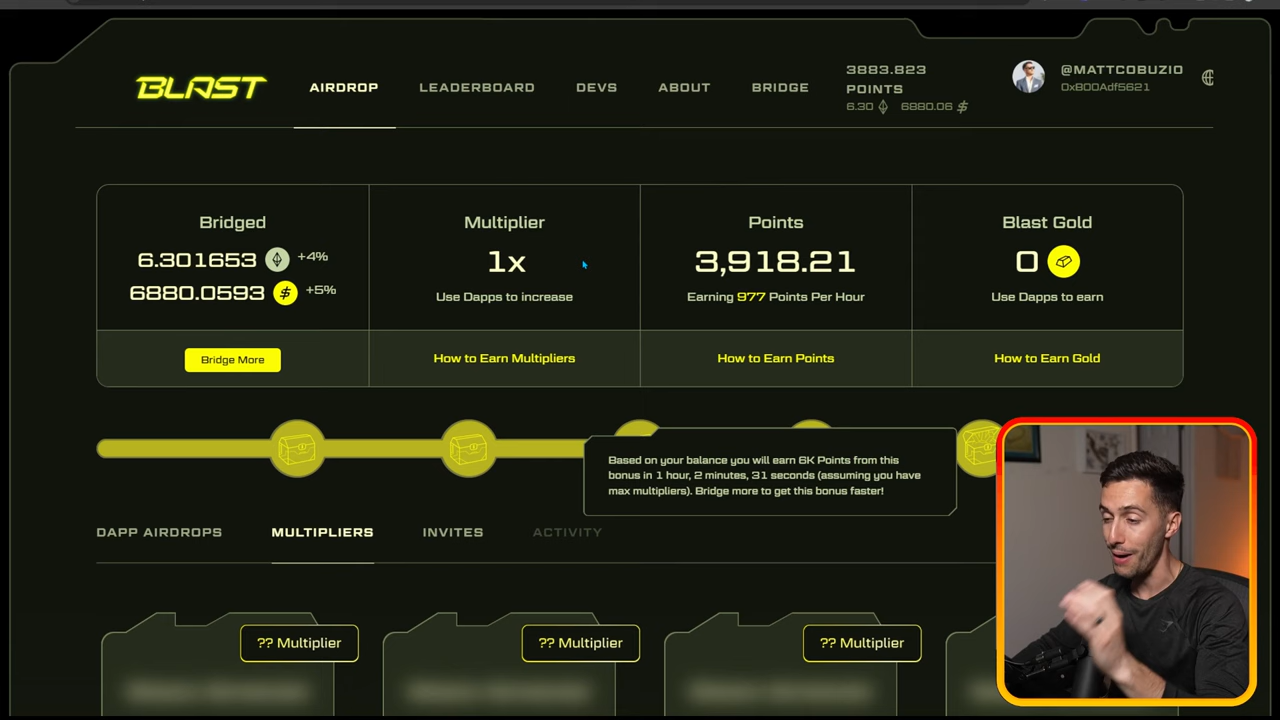 BLAST
AIRDROP
LEADERBOARD
DEVS
ABOUT
BRIDGE
3883.823
POINTS
6.30 6880.06
@MATTCOBUZIO
0xB00Adf5621
Bridged
6.301653 +4%
6880.0593 $ +5%
Bridge More
Multiplier
1x
Use Dapps to increase
How to Earn Multipliers
Points
3,918.21
Earning 977 Points Per Hour
How to Earn Points
Blast Gold
0
Use Dapps to earn
How to Earn Gold
Based on your balance you will earn 6K Points from this
bonus in 1 hour, 2 minutes, 31 seconds (assuming you have
max multipliers). Bridge more to get this bonus faster!
DAPP AIRDROPS
MULTIPLIERS
INVITES
ACTIVITY
?? Multiplier
?? Multiplier
?? Multiplier